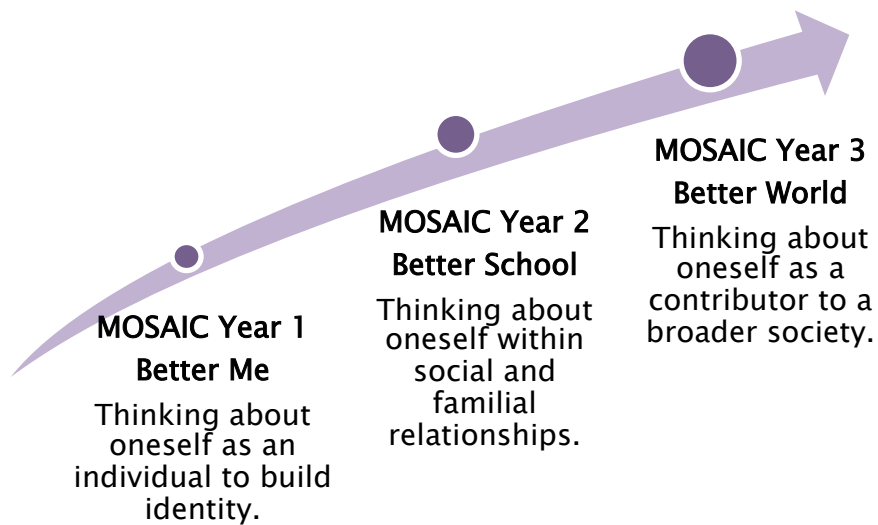 MOSAIC Year 1
Better Me
Thinking about
oneself as an
individual to build
identity.
MOSAIC Year 2
Better School
Thinking about
oneself within
social and
familial
relationships.
MOSAIC Year 3
Better World
Thinking about
oneself as a
contributor to a
broader society.